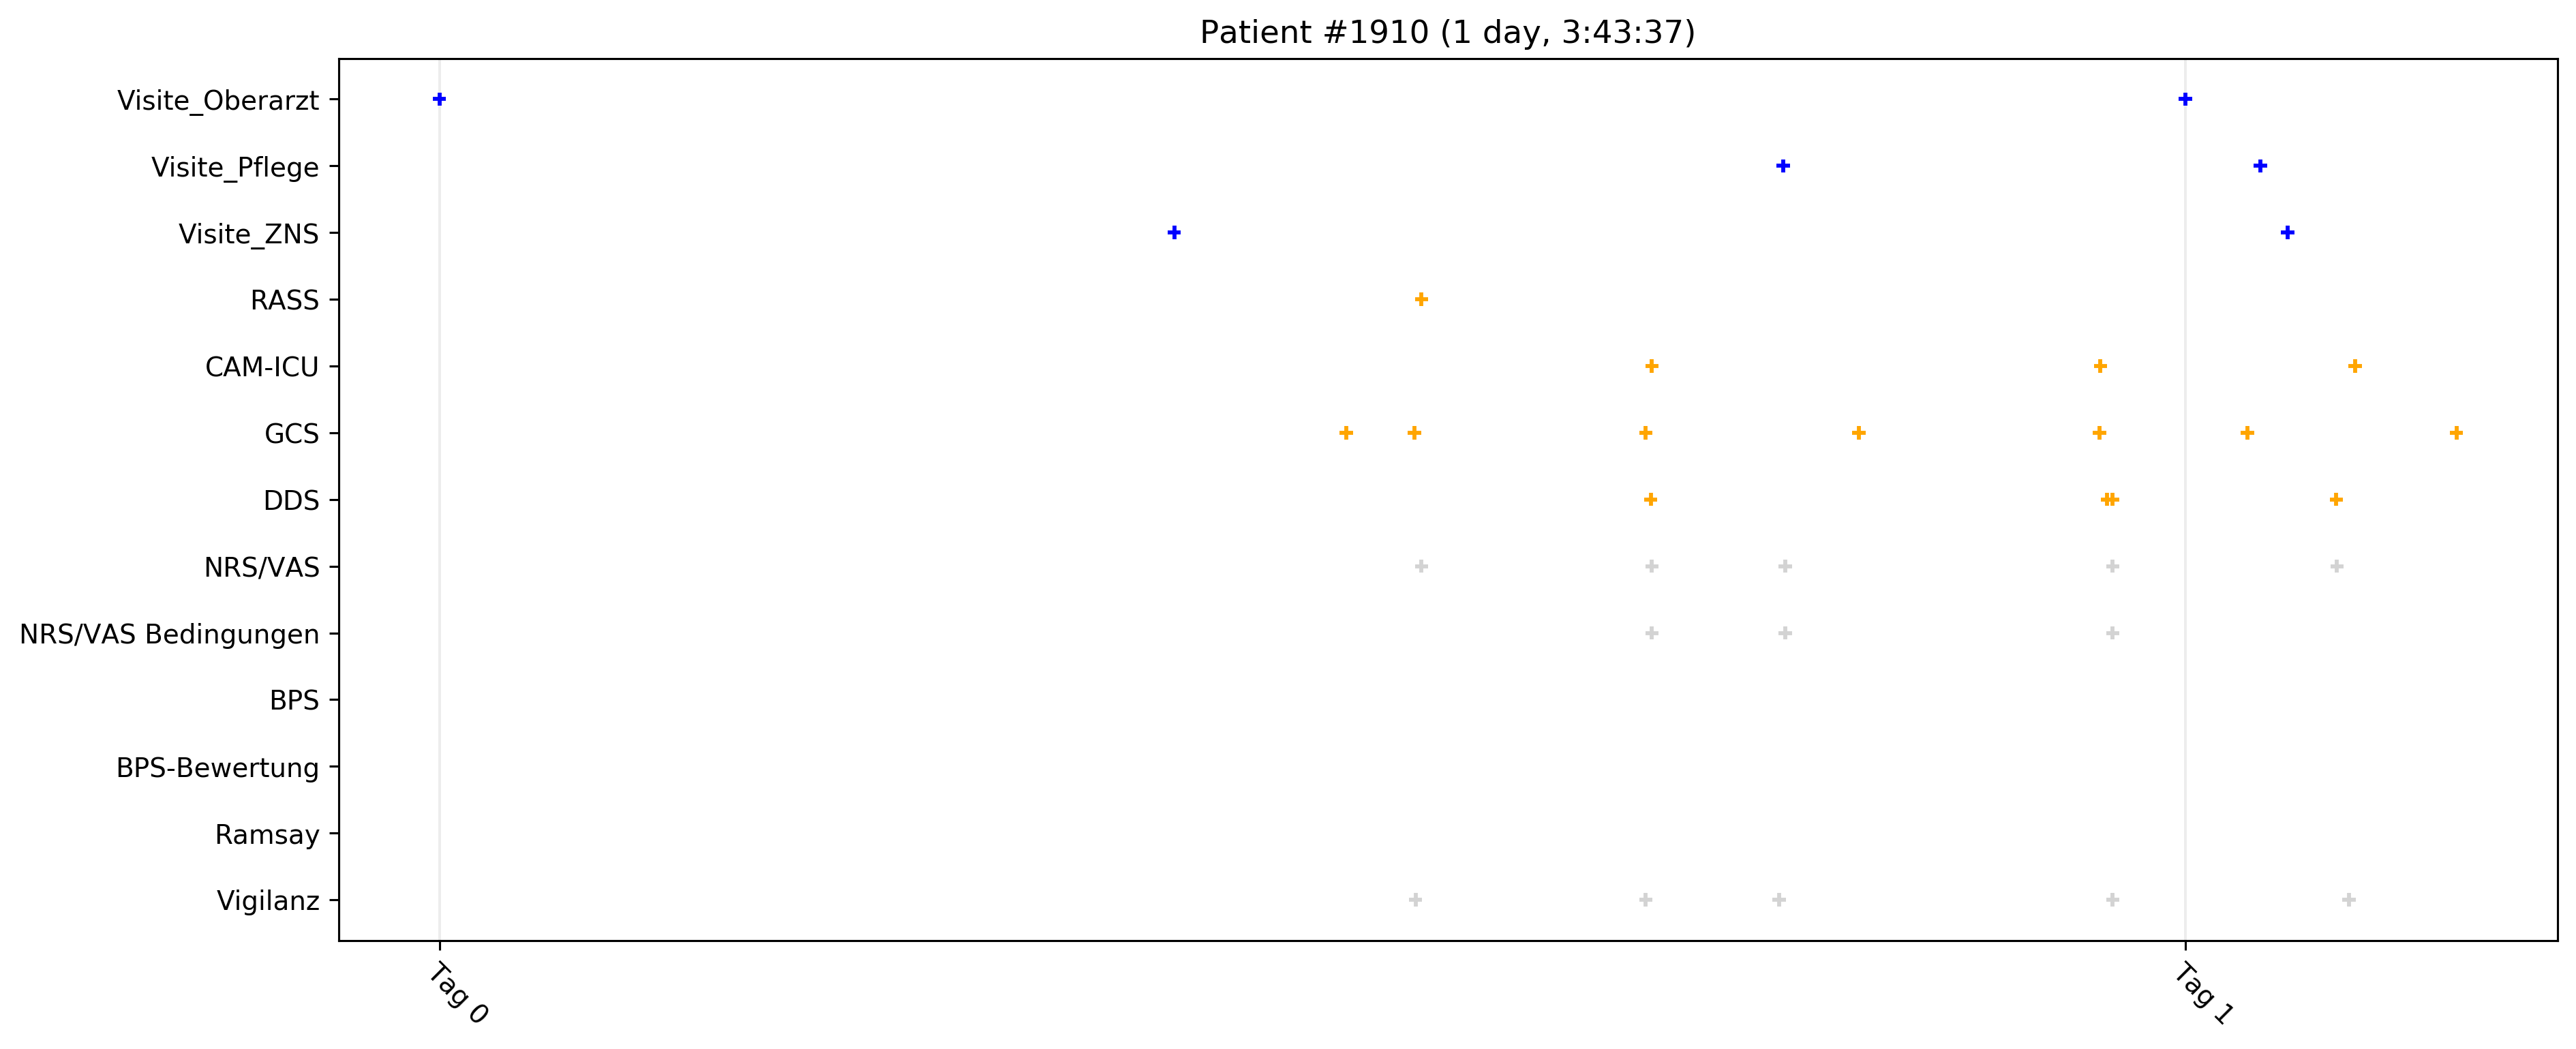 Patient #1910 (1 day, 3:43:37)
Visite_Oberarzt
Visite_Pflege
Visite_ZNS
RASS
CAM-ICU
GCS
DDS
NRS/VAS
NRS/VAS Bedingungen
BPS
BPS-Bewertung
Ramsay
Vigilanz
Tag 0
Tag 1